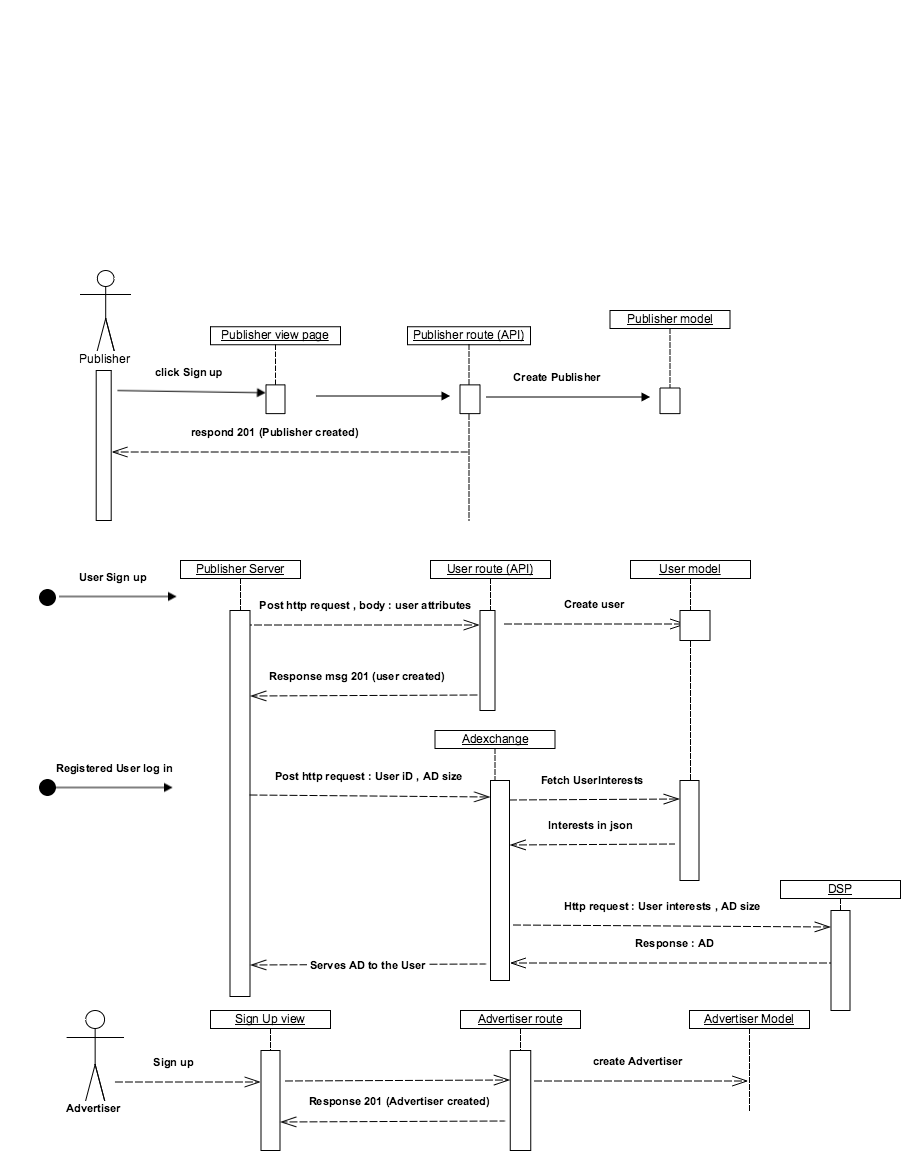 Publisher
Publisher view page
Publisher route (API)
Publisher model
click Sign up
Create Publisher
respond 201 (Publisher created)
User Sign up
Publisher Server
User route (API)
User model
Post http request , body : user attributes
Create user
Response msg 201 (user created)
Adexchange
Registered User log in
Post http request : User iD , AD size
Fetch UserInterests
Interests in json
DSP
Http request : User interests , AD size
Response : AD
Serves AD to the User
Advertiser
Sign Up view
Advertiser route
Advertiser Model
Sign up
create Advertiser
Response 201 (Advertiser created)